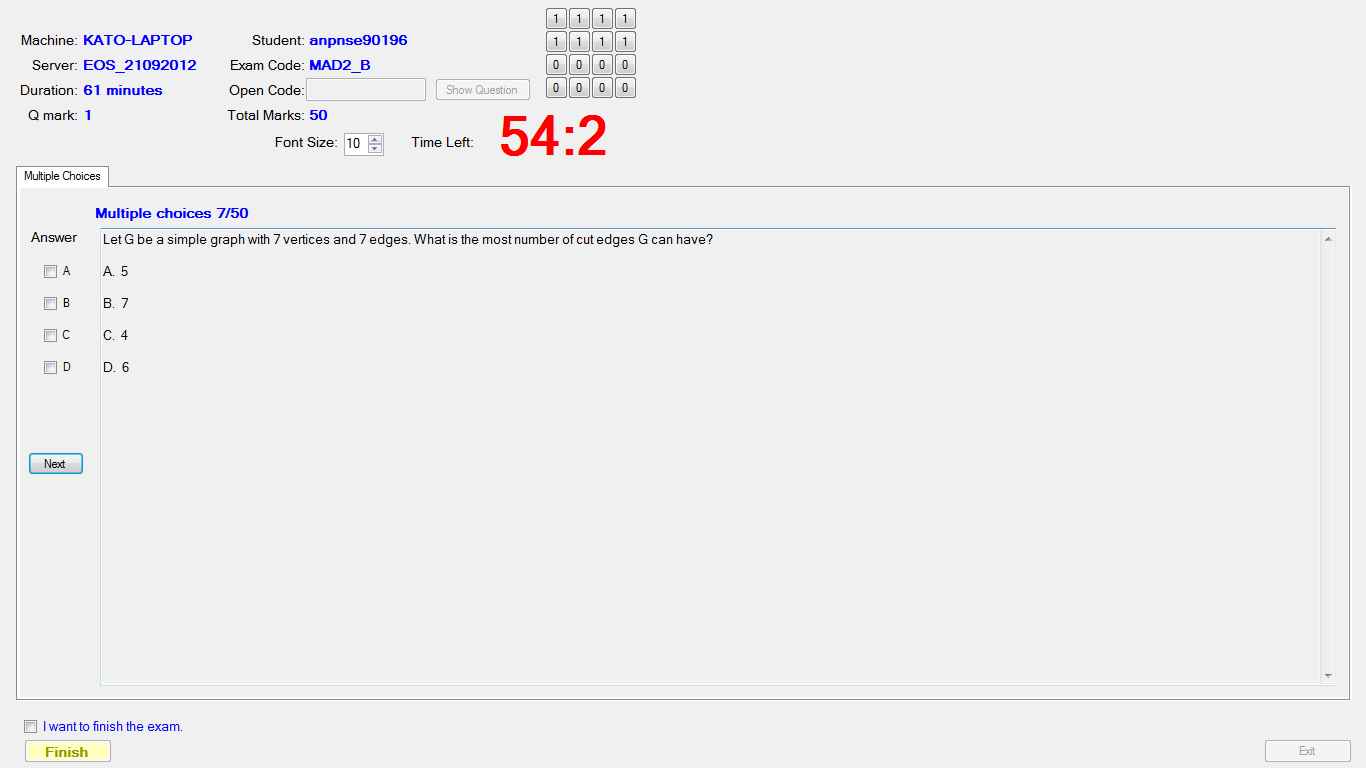 1 1 1 1
Machine: KATO-LAPTOP Student: anpnse90196 1 1 1 1
Server: EOS_21092012 Exam Code: MAD2_B 0 0 0 0
Duration: 61 minutes Open Code: Show Question 0 0 0 0
Q mark: 1 Total Marks: 50
Font Size: 10 Time Left: 54:2
Multiple Choices
Multiple choices 7/50
Answer Let G be a simple graph with 7 vertices and 7 edges. What is the most number of cut edges G can have?
A A. 5
B B. 7
C C. 4
D D. 6
Next
I want to finish the exam.
Finish Exit